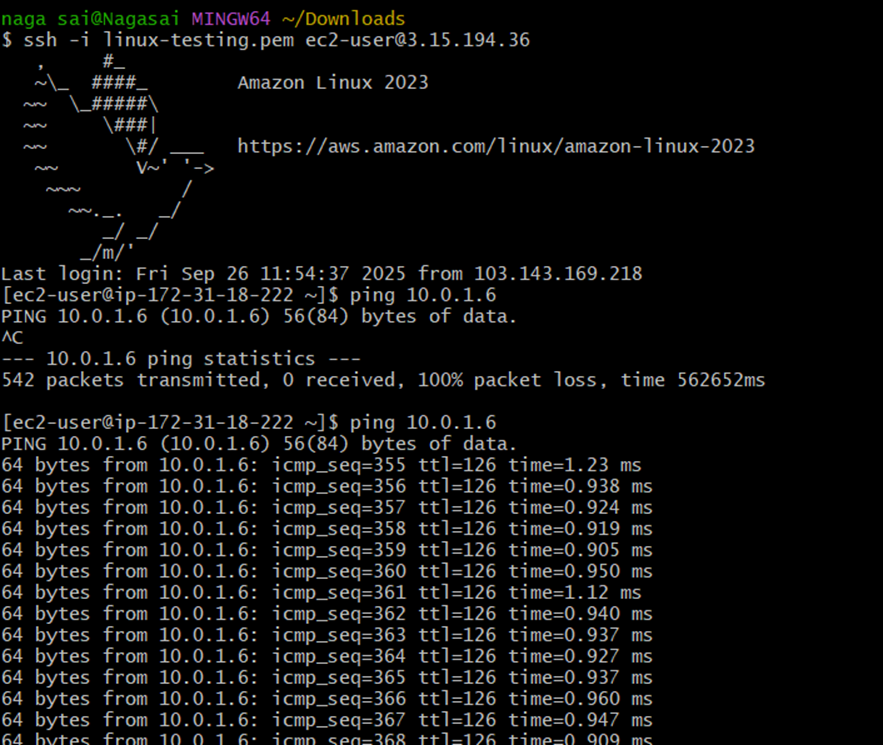 naga sai@Nagasai MINGW64 ~/Downloads
$ ssh -i linux-testing.pem ec2-user@3.15.194.36
   ,     #_
   ~\_  ####_        Amazon Linux 2023
  ~~  \_#####\
  ~~     \###|
  ~~       \#/ ___   https://aws.amazon.com/linux/amazon-linux-2023
   ~~       V~' '->
    ~~~         /
      ~~._.   _/
         _/ _/
       _/m/'
Last login: Fri Sep 26 11:54:37 2025 from 103.143.169.218
[ec2-user@ip-172-31-18-222 ~]$ ping 10.0.1.6
PING 10.0.1.6 (10.0.1.6) 56(84) bytes of data.
^C
--- 10.0.1.6 ping statistics ---
542 packets transmitted, 0 received, 100% packet loss, time 562652ms

[ec2-user@ip-172-31-18-222 ~]$ ping 10.0.1.6
PING 10.0.1.6 (10.0.1.6) 56(84) bytes of data.
64 bytes from 10.0.1.6: icmp_seq=355 ttl=126 time=1.23 ms
64 bytes from 10.0.1.6: icmp_seq=356 ttl=126 time=0.938 ms
64 bytes from 10.0.1.6: icmp_seq=357 ttl=126 time=0.924 ms
64 bytes from 10.0.1.6: icmp_seq=358 ttl=126 time=0.919 ms
64 bytes from 10.0.1.6: icmp_seq=359 ttl=126 time=0.905 ms
64 bytes from 10.0.1.6: icmp_seq=360 ttl=126 time=0.950 ms
64 bytes from 10.0.1.6: icmp_seq=361 ttl=126 time=1.12 ms
64 bytes from 10.0.1.6: icmp_seq=362 ttl=126 time=0.940 ms
64 bytes from 10.0.1.6: icmp_seq=363 ttl=126 time=0.937 ms
64 bytes from 10.0.1.6: icmp_seq=364 ttl=126 time=0.927 ms
64 bytes from 10.0.1.6: icmp_seq=365 ttl=126 time=0.937 ms
64 bytes from 10.0.1.6: icmp_seq=366 ttl=126 time=0.960 ms
64 bytes from 10.0.1.6: icmp_seq=367 ttl=126 time=0.947 ms
64 bytes from 10.0.1.6: icmp_seq=368 ttl=126 time=0.909 ms